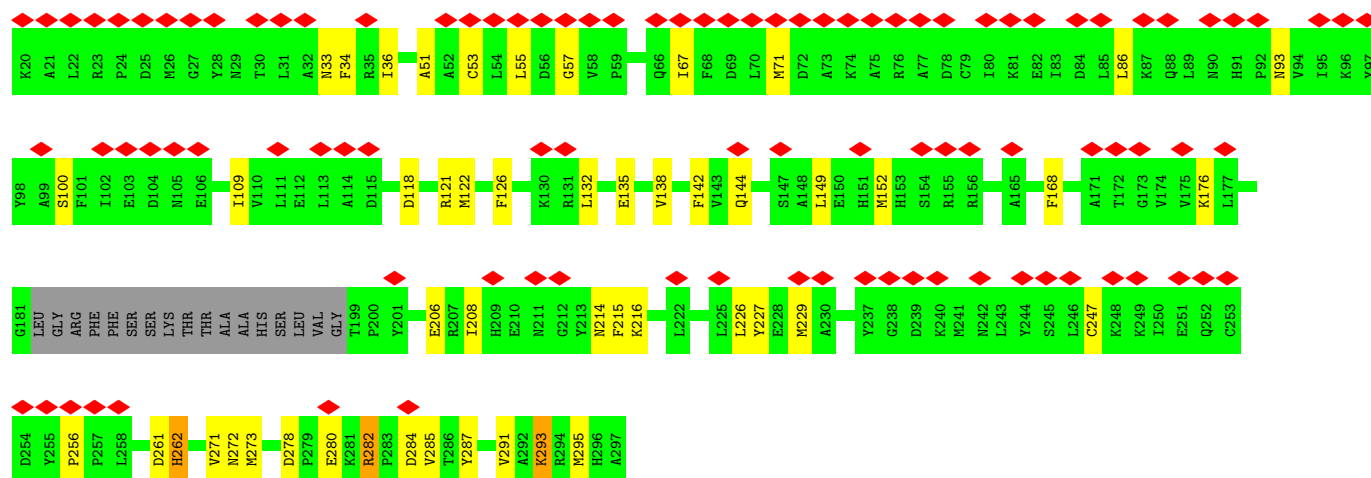 K20 A21 L22 R23 P24 D25 M26 G27 Y28 N29 T30 L31 A32 N33 F34 R35 I36 A51 A52 C53 L54 L55 D56 G57 V58 P59 Q66 I67 F68 D69 L70 M71 D72 A73 K74 A75 R76 A77 D78 C79 I80 K81 E82 I83 D84 L85 L86 K87 Q88 L89 N90 H91 P92 N93 V94 I95 K96 Y97
Y98 A99 S100 F101 I102 E103 D104 N105 E106 I109 V110 L111 E112 L113 A114 D115 D118 R121 M122 F126 K130 R131 L132 E135 V138 F142 V143 Q144 S147 A148 L149 E150 H151 M152 H153 S154 R155 R156 A165 F168 A171 T172 G173 V174 V175 K176 L177
G181 LEU GLY ARG PHE PHE SER SER LYS THR THR ALA ALA HIS SER LEU VAL GLY T199 P200 Y201 E206 R207 I208 H209 E210 N211 G212 Y213 N214 F215 K216 L222 L225 L226 Y227 E228 M229 A230 Y237 G238 D239 K240 M241 N242 L243 Y244 S245 L246 C247 K248 K249 I250 E251 Q252 C253
D254 Y255 P256 P257 L258 D261 H262 V271 N272 M273 D278 P279 E280 K281 R282 P283 D284 V285 T286 Y287 V291 A292 K293 R294 M295 H296 A297